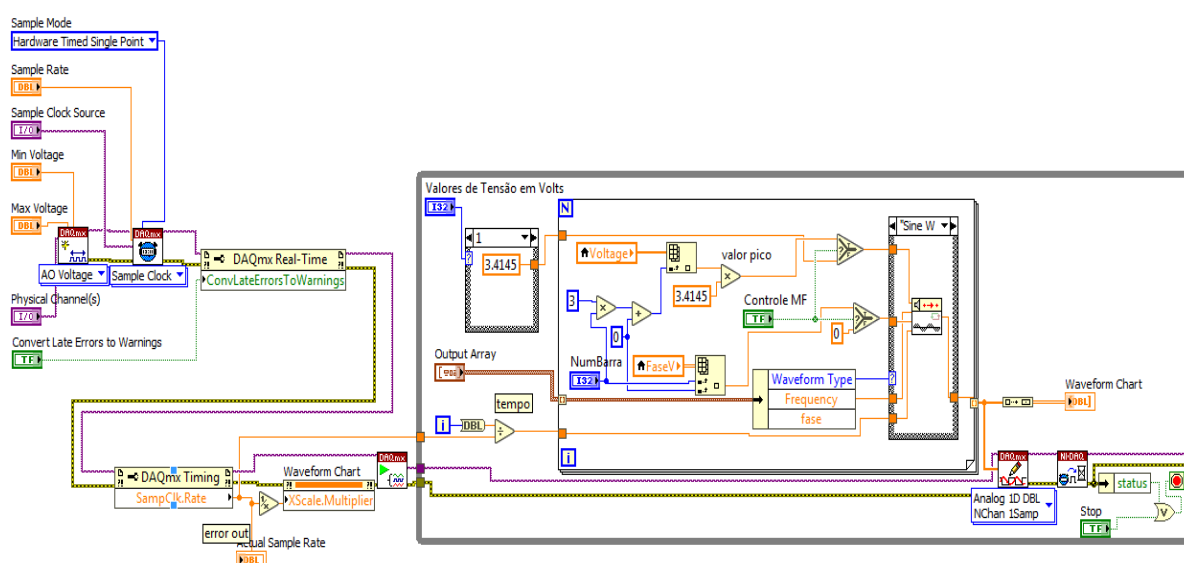 Sample Mode
Hardware Timed Single Point
Sample Rate
DBL
Sample Clock Source
I/O
Min Voltage
DBL
Max Voltage
DBL
DAQmx
DAQmx
AO Voltage
Sample Clock
Physical Channel(s)
I/O
Convert Late Errors to Warnings
TF
DAQmx Real-Time
ConvLateErrorsToWarnings
DAQmx Timing
SampClk.Rate
error out
Actual Sample Rate
DBL
Waveform Chart
XScale.Multiplier
DAQmx
Valores de Tensão em Volts
I32
1
3.4145
Output Array
tempo
i
DBL
N
Voltage
valor pico
3.4145
3
0
Controle MF
TF
0
NumBarra
I32
FaseV
Waveform Type
Frequency
fase
i
"Sine W
Waveform Chart
DBL
DAQmx
Analog 1D DBL
NChan 1Samp
NI-DAQ
status
Stop
TF